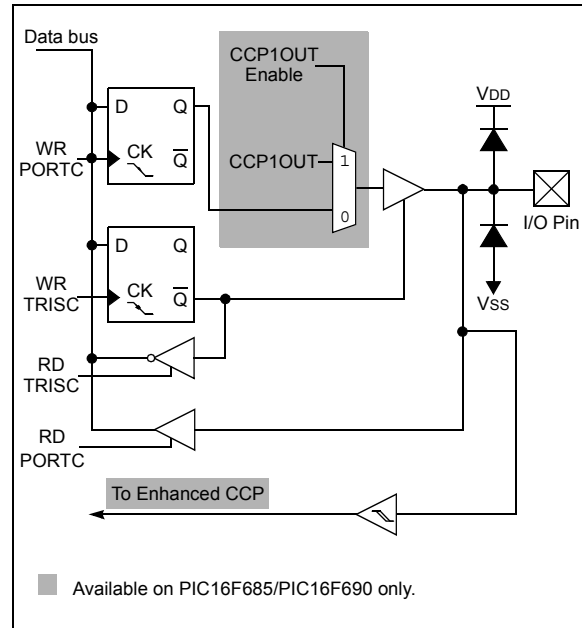 Data bus
CCP1OUT
Enable
VDD
D Q
WR
PORTC
CK
Q
CCP1OUT
1
0
I/O Pin
D Q
VSS
WR
TRISC
CK
Q
RD
TRISC
RD
PORTC
To Enhanced CCP
Available on PIC16F685/PIC16F690 only.